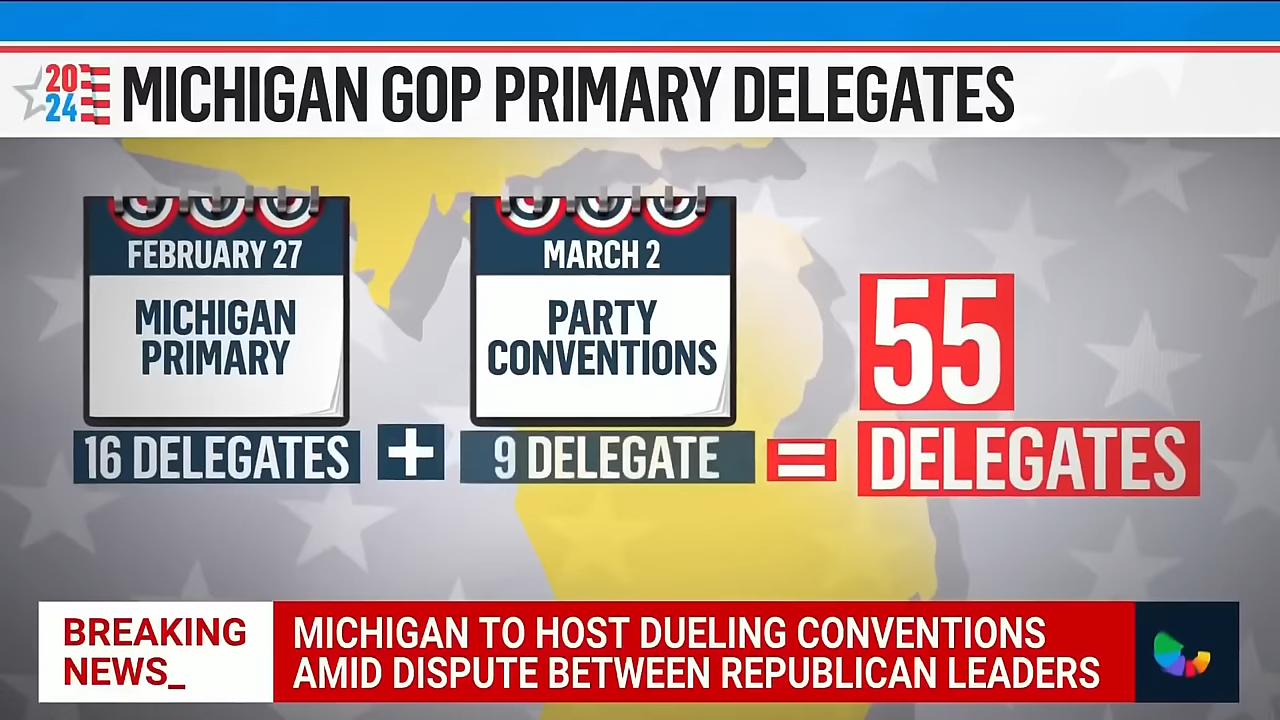 2024
MICHIGAN GOP PRIMARY DELEGATES
FEBRUARY 27
MICHIGAN
PRIMARY
16 DELEGATES
+
MARCH 2
PARTY
CONVENTIONS
9 DELEGATE
=
55
DELEGATES
BREAKING
NEWS_
MICHIGAN TO HOST DUELING CONVENTIONS
AMID DISPUTE BETWEEN REPUBLICAN LEADERS